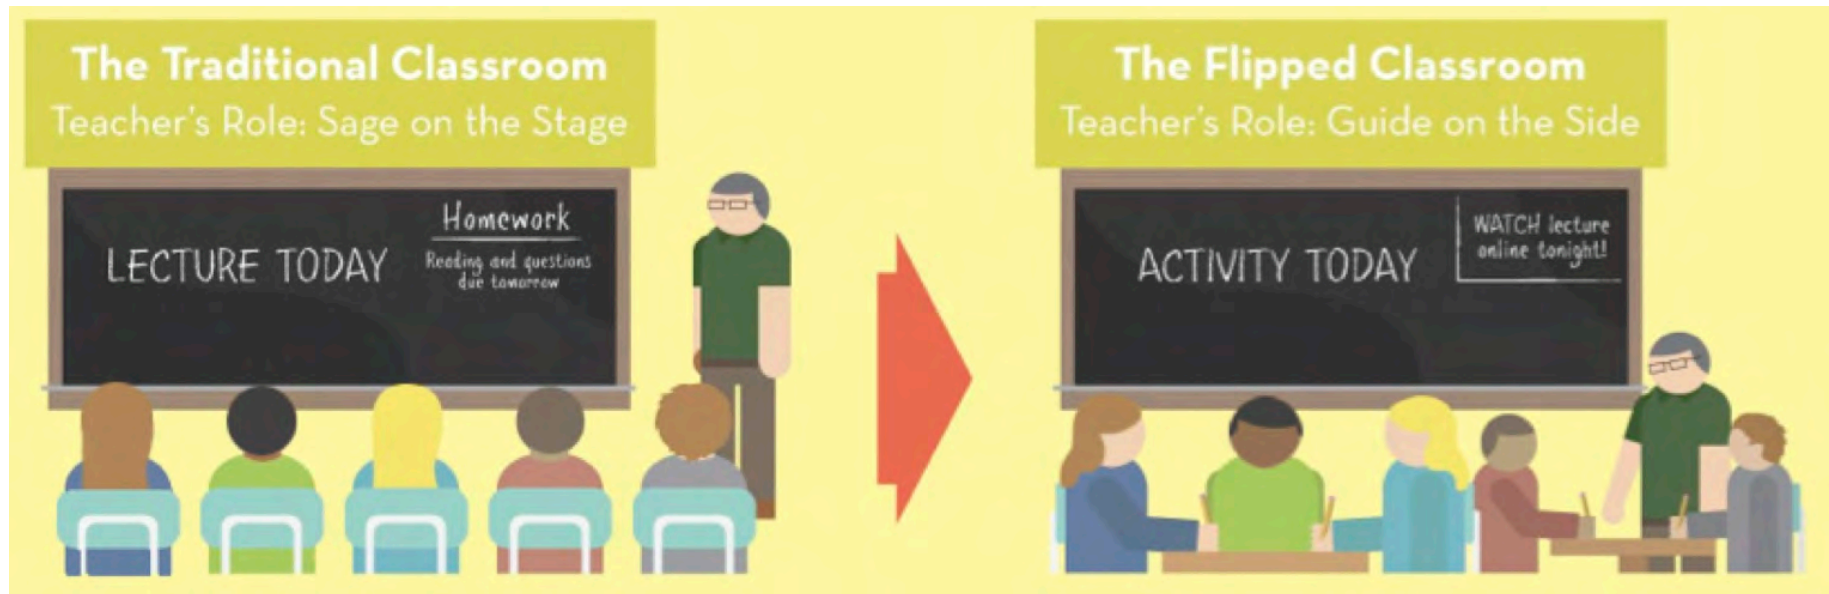 The Traditional Classroom
Teacher's Role: Sage on the Stage
LECTURE TODAY
Homework
Reading and questions
due tomorrow
The Flipped Classroom
Teacher's Role: Guide on the Side
ACTIVITY TODAY
WATCH lecture
online tonight!